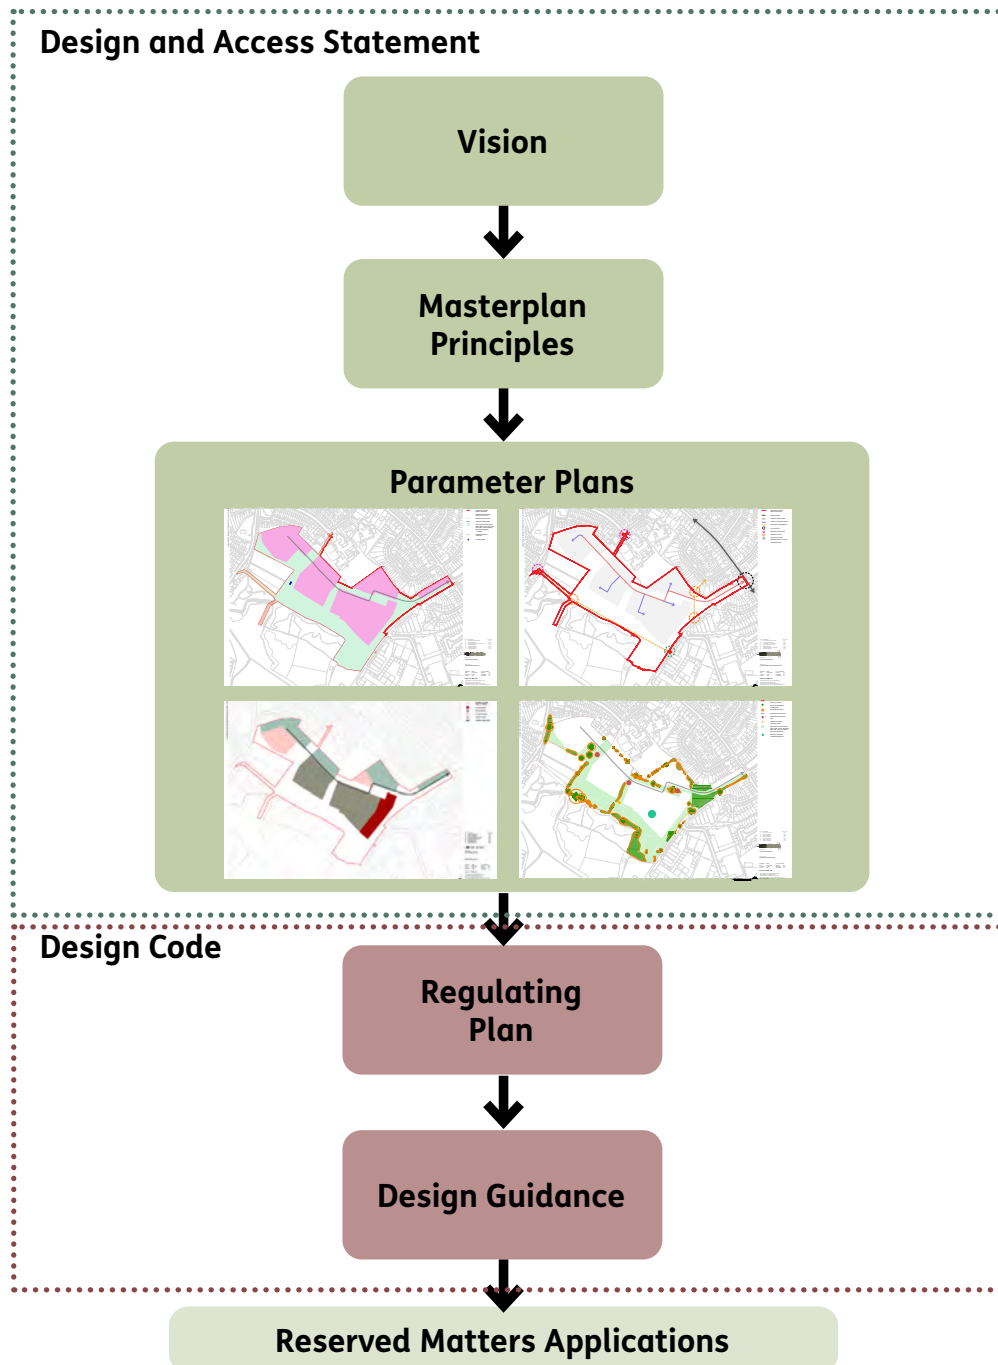 Design and Access Statement
Vision
Masterplan
Principles
Parameter Plans
Design Code
Regulating
Plan
Design Guidance
Reserved Matters Applications